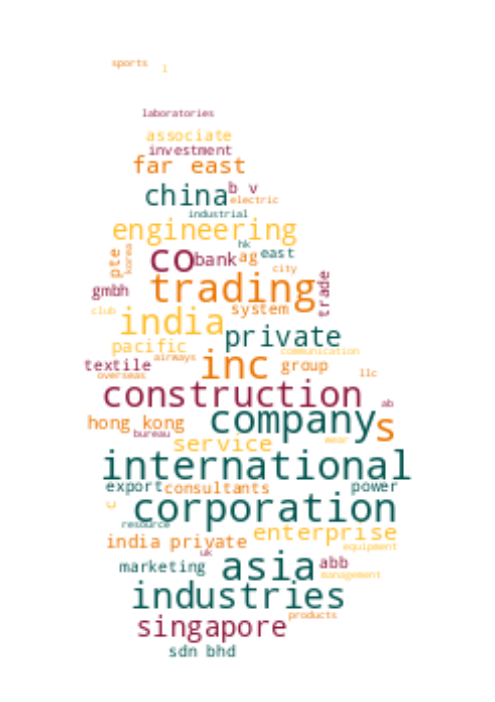 sports
l
laboratories
associate
investment
far east
china
b v
electric
industrial
engineering
hk
co
bank
ag
east
pte
korea
city
gmbh
trading
trade
club
india
system
private
pacific
airways
communication
textile
inc
group
overseas
llc
construction
ab
company
s
hong kong
bureau
service
wear
international
export
consultants
power
c
corporation
resource
india private
enterprise
uk
equipment
marketing
asia
abb
management
industries
products
singapore
sdn bhd